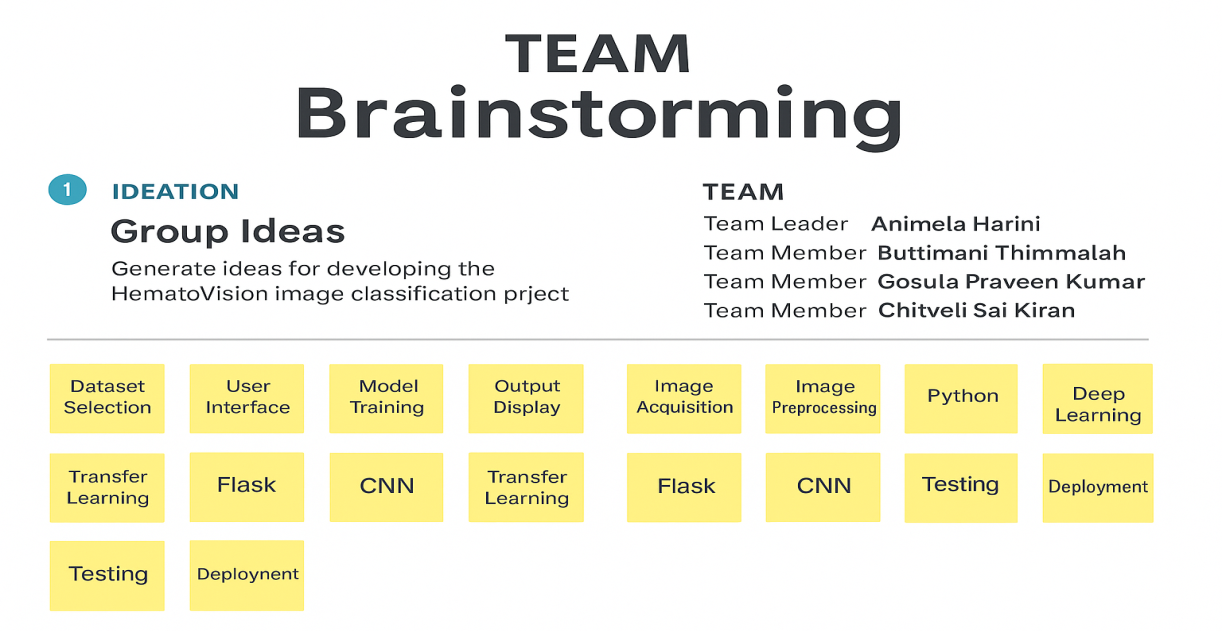 TEAM
Brainstorming
1 IDEATION
Group Ideas
Generate ideas for developing the
HematoVision image classification prject
TEAM
Team Leader Animela Harini
Team Member Buttimani Thimmalah
Team Member Gosula Praveen Kumar
Team Member Chitveli Sai Kiran
Dataset
Selection
User
Interface
Model
Training
Output
Display
Image
Acquisition
Image
Preprocessing
Python
Deep
Learning
Transfer
Learning
Flask
CNN
Transfer
Learning
Flask
CNN
Testing
Deployment
Testing
Deploynent